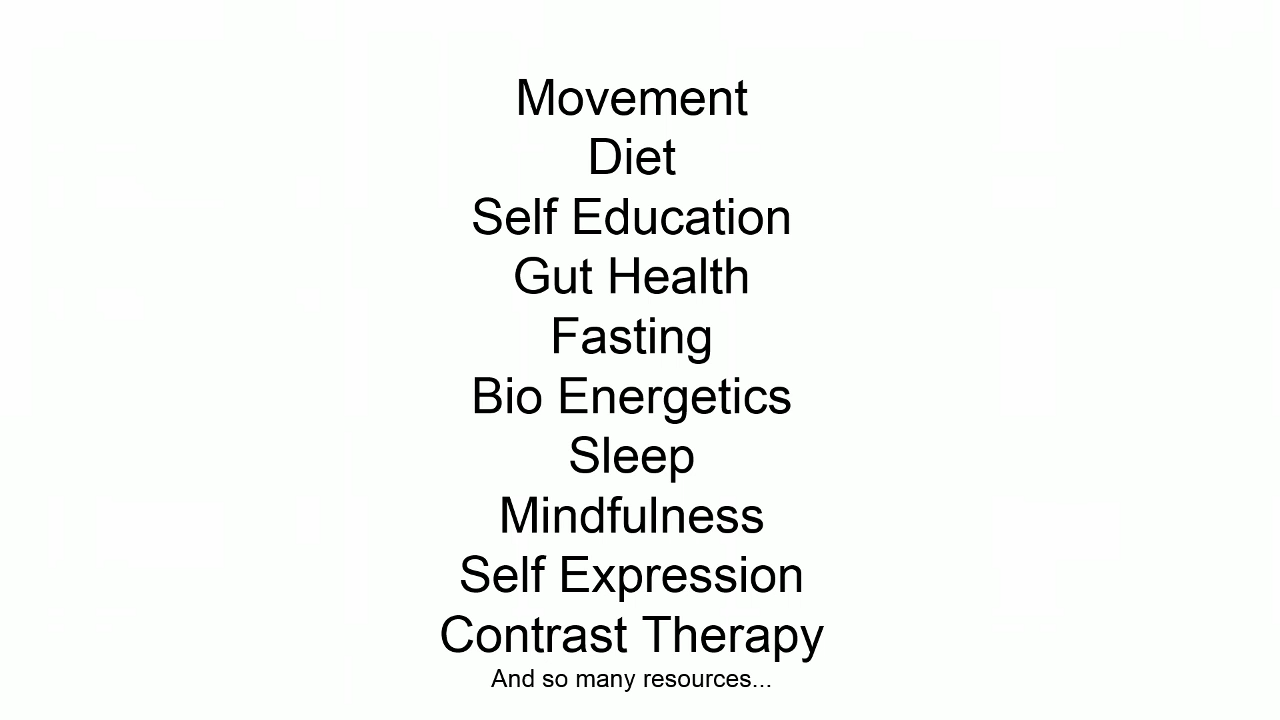 Movement
Diet
Self Education
Gut Health
Fasting
Bio Energetics
Sleep
Mindfulness
Self Expression
Contrast Therapy
And so many resources...